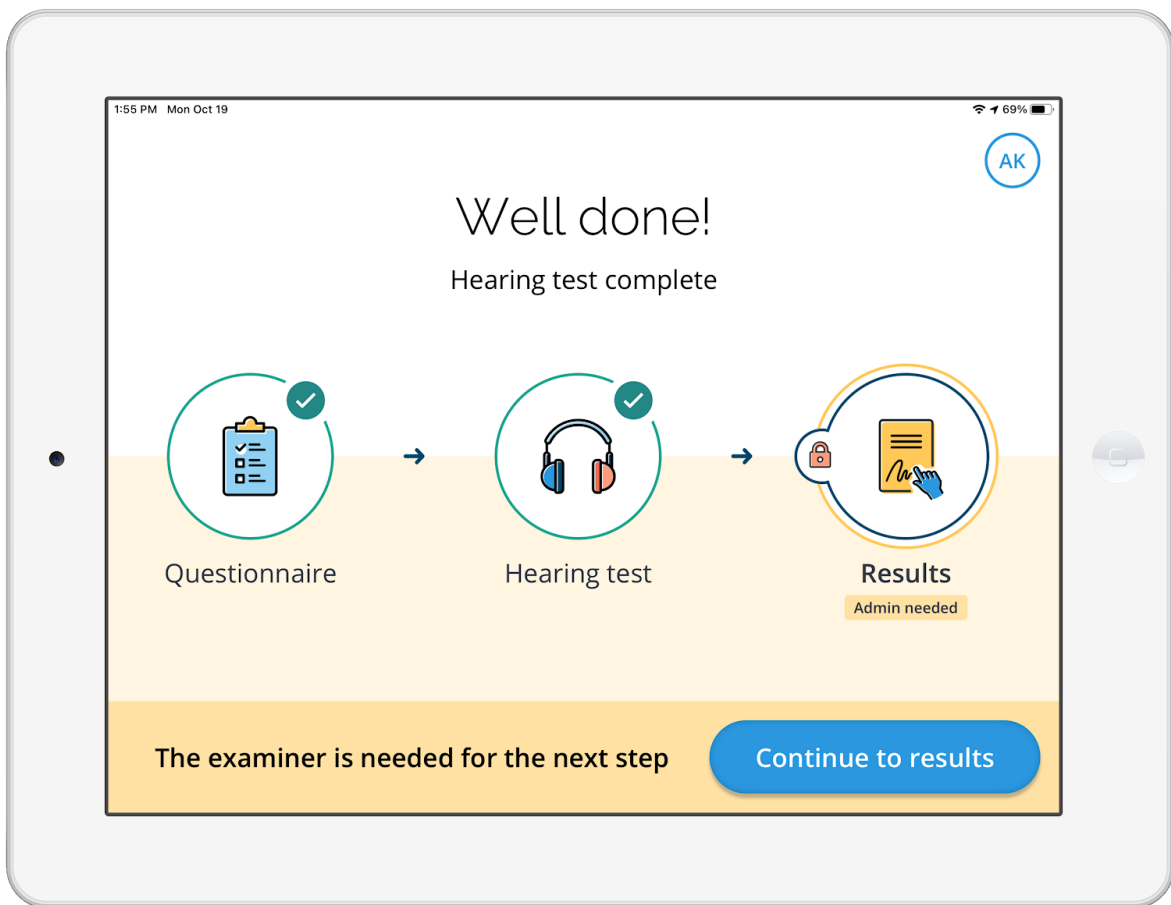 1:55 PM Mon Oct 19
69%
AK
Well done!
Hearing test complete
Questionnaire
Hearing test
Results
Admin needed
The examiner is needed for the next step
Continue to results